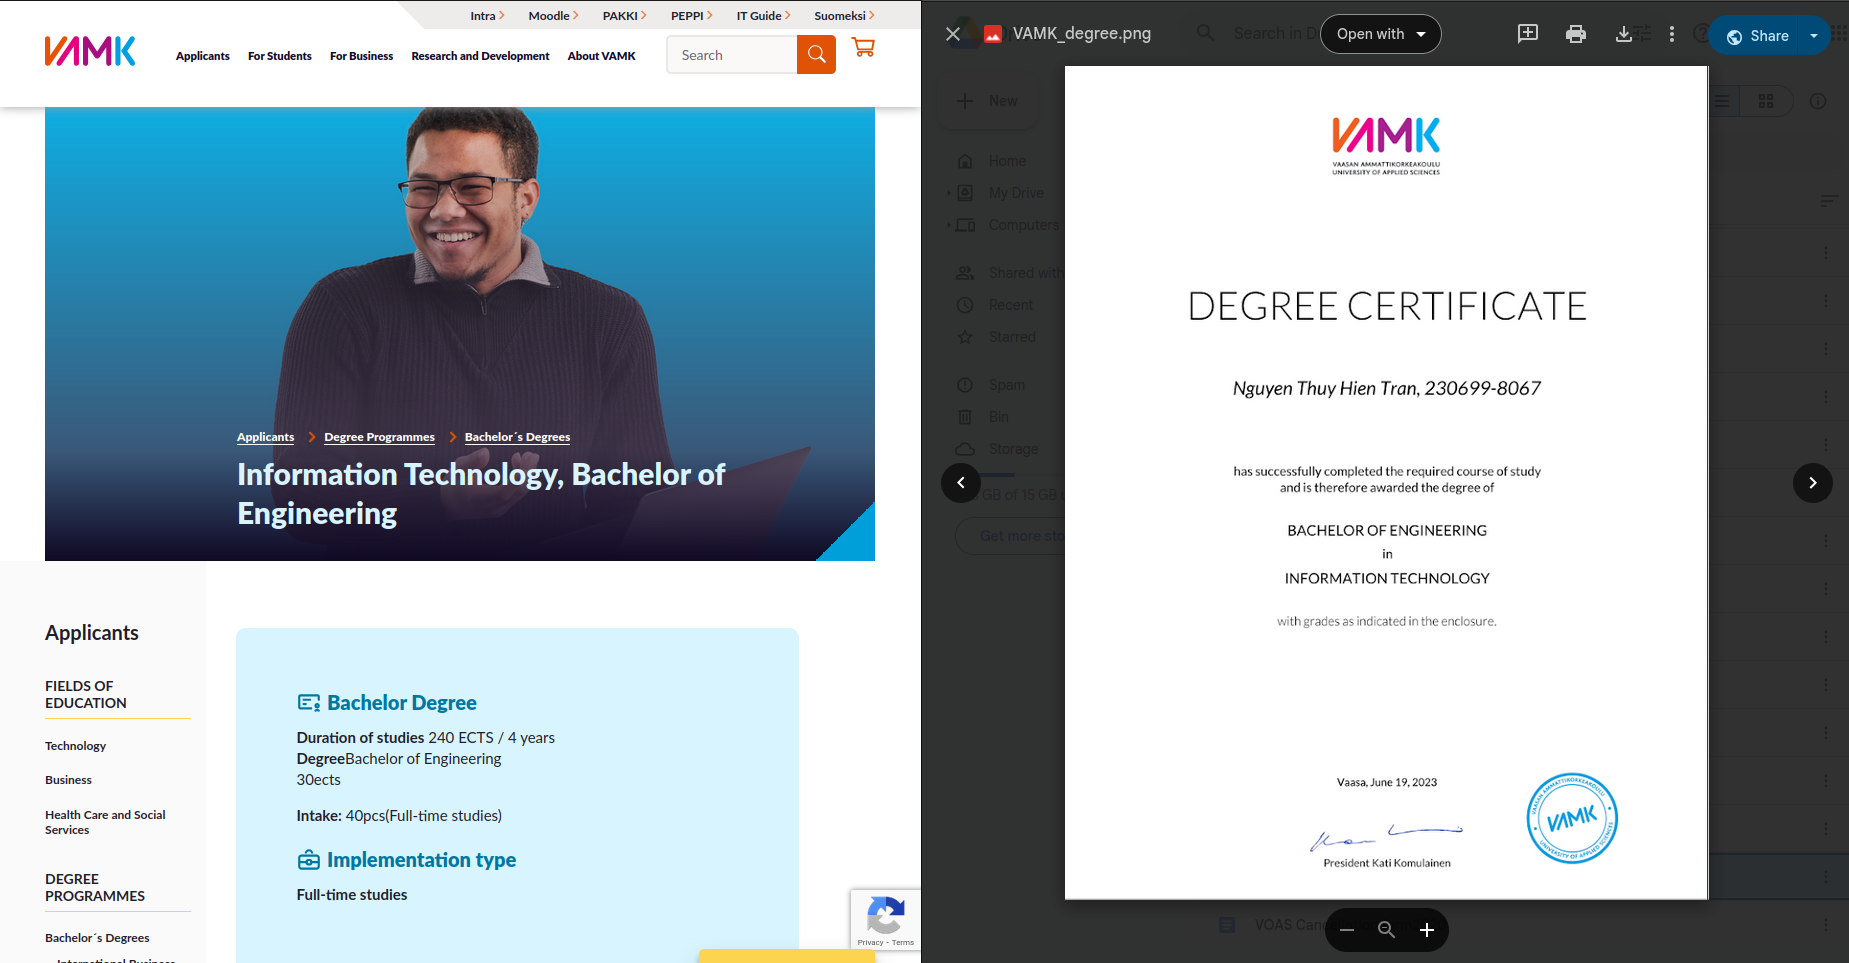 Intra
Moodle
PAKKI
PEPPI
IT Guide
Suomeksi
VAMK
Applicants
For Students
For Business
Research and Development
About VAMK
Search
Applicants
Degree Programmes
Bachelor´s Degrees
Information Technology, Bachelor of
Engineering
Applicants
FIELDS OF
EDUCATION
Technology
Business
Health Care and Social
Services
DEGREE
PROGRAMMES
Bachelor´s Degrees
International Business
Bachelor Degree
Duration of studies 240 ECTS / 4 years
DegreeBachelor of Engineering
30ects
Intake: 40pcs(Full-time studies)
Implementation type
Full-time studies
Privacy - Terms
VAMK_degree.png
Search in D
Open with
Share
New
Home
My Drive
Computers
Shared with
Recent
Starred
Spam
Bin
Storage
GB of 15 GB
Get more sto
VAMK
VAASAN AMMATTIKORKEAKOULU
UNIVERSITY OF APPLIED SCIENCES
DEGREE CERTIFICATE
Nguyen Thuy Hien Tran, 230699-8067
has successfully completed the required course of study
and is therefore awarded the degree of
BACHELOR OF ENGINEERING
in
INFORMATION TECHNOLOGY
with grades as indicated in the enclosure.
Vaasa, June 19, 2023
President Kati Komulainen
VAASAN AMMATTIKORKEAKOULU
VAMK
UNIVERSITY OF APPLIED SCIENCES
VOAS Can